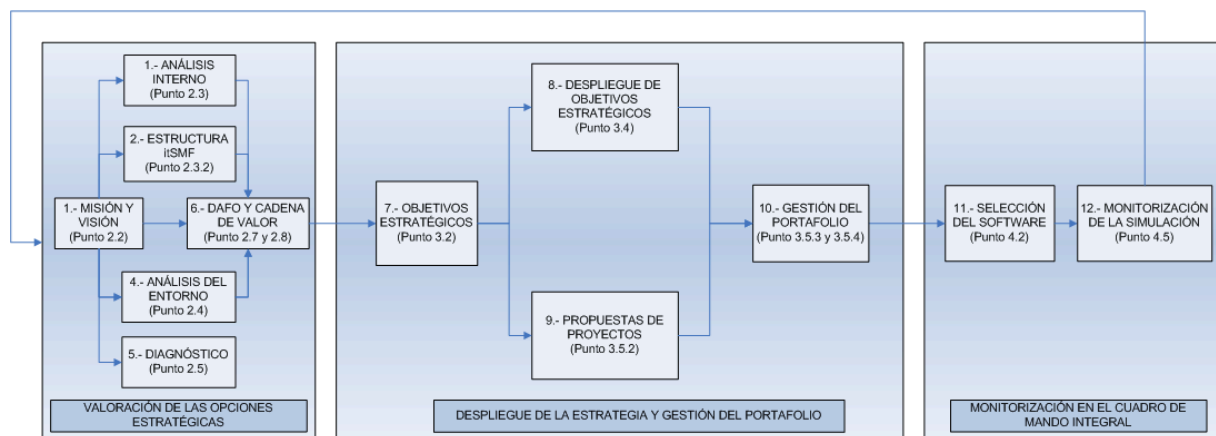 1.- ANÁLISIS
INTERNO
(Punto 2.3)
2.- ESTRUCTURA
itSMF
(Punto 2.3.2)
1.- MISIÓN Y
VISIÓN
(Punto 2.2)
6.- DAFO Y CADENA
DE VALOR
(Punto 2.7 y 2.8)
4.- ANÁLISIS DEL
ENTORNO
(Punto 2.4)
5.- DIAGNÓSTICO
(Punto 2.5)
VALORACIÓN DE LAS OPCIONES
ESTRATÉGICAS
7.- OBJETIVOS
ESTRATÉGICOS
(Punto 3.2)
8.- DESPLIEGUE DE
OBJETIVOS
ESTRATÉGICOS
(Punto 3.4)
9.- PROPUESTAS DE
PROYECTOS
(Punto 3.5.2)
10.- GESTIÓN DEL
PORTAFOLIO
(Punto 3.5.3 y 3.5.4)
DESPLIEGUE DE LA ESTRATEGIA Y GESTIÓN DEL PORTAFOLIO
11.- SELECCIÓN
DEL SOFTWARE
(Punto 4.2)
12.- MONITORIZACIÓN
DE LA SIMULACIÓN
(Punto 4.5)
MONITORIZACIÓN EN EL CUADRO DE
MANDO INTEGRAL